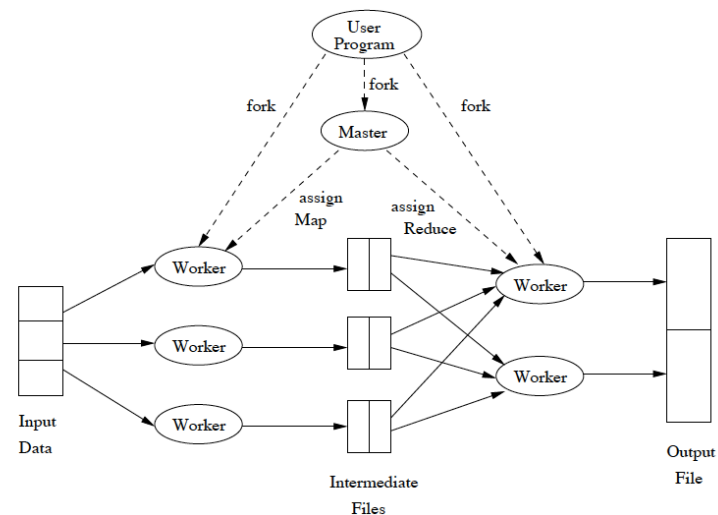 User
Program
fork
fork
fork
Master
assign
Map
assign
Reduce
Worker
Worker
Worker
Worker
Worker
Input
Data
Intermediate
Files
Output
File